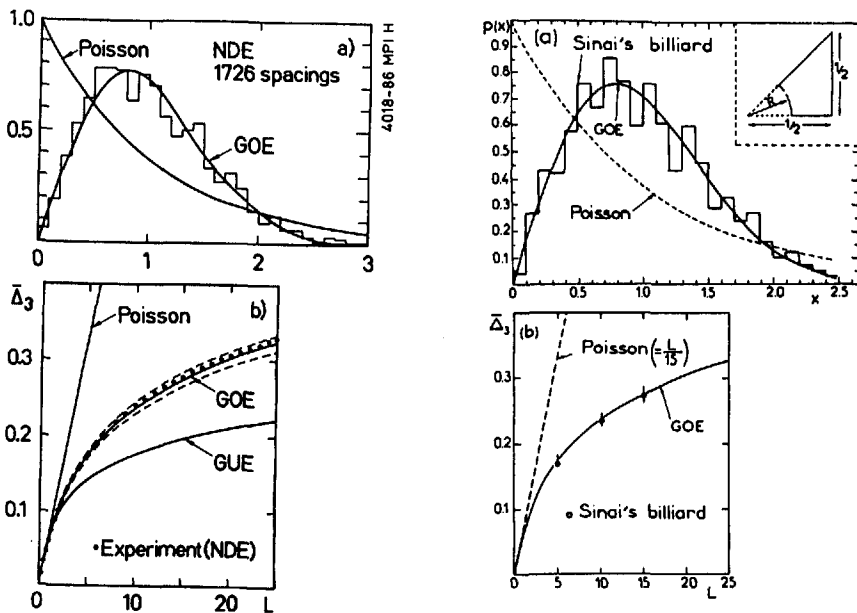 1.0
Poisson
NDE
a)
1726 spacings
4018-86 MPI H
0.5
GOE
0
0 1 2 3
Δ̄₃
b)
Poisson
0.3
GOE
0.2
GUE
0.1
• Experiment (NDE)
0
0 10 20 L
p(x)
(a)
Sinai's billiard
0.9
0.8
0.7
0.6
0.5
0.4
0.3
0.2
0.1
R
1/2
1/2
GOE
Poisson
0.0 0.5 1.0 1.5 2.0 2.5
x
Δ̄₃
(b)
Poisson (=L/15)
0.3
GOE
0.2
0.1
Sinai's billiard
0
0 5 10 15 L 20 25